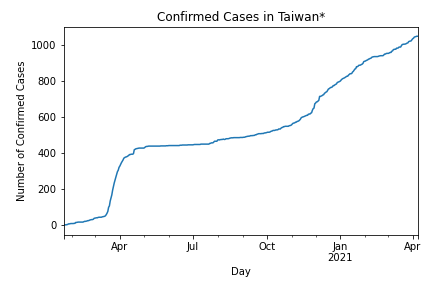 Confirmed Cases in Taiwan*
Number of Confirmed Cases
1000
800
600
400
200
0
Apr
Jul
Oct
Jan
2021
Apr
Day